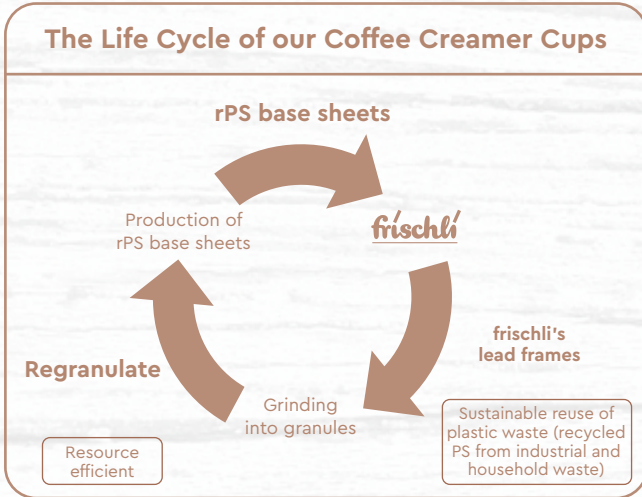 The Life Cycle of our Coffee Creamer Cups
rPS base sheets
Production of
rPS base sheets
frischli
frischli's
lead frames
Regranulate
Grinding
into granules
Resource
efficient
Sustainable reuse of
plastic waste (recycled
PS from industrial and
household waste)